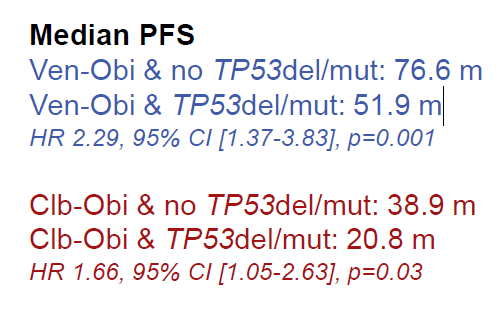 Median PFS
Ven-Obi & no TP53del/mut: 76.6 m
Ven-Obi & TP53del/mut: 51.9 m
HR 2.29, 95% CI [1.37-3.83], p=0.001
Clb-Obi & no TP53del/mut: 38.9 m
Clb-Obi & TP53del/mut: 20.8 m
HR 1.66, 95% CI [1.05-2.63], p=0.03